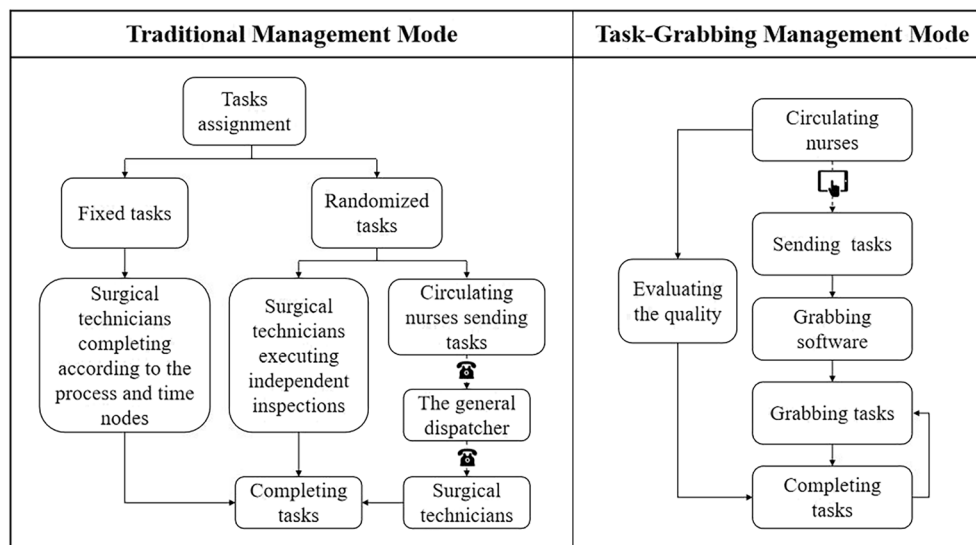 Traditional Management Mode
Tasks
assignment
Fixed tasks
Randomized
tasks
Surgical
technicians
completing
according to the
process and time
nodes
Surgical
technicians
executing
independent
inspections
Circulating
nurses sending
tasks
The general
dispatcher
Completing
tasks
Surgical
technicians
Task-Grabbing Management Mode
Circulating
nurses
Sending tasks
Evaluating
the quality
Grabbing
software
Grabbing tasks
Completing
tasks